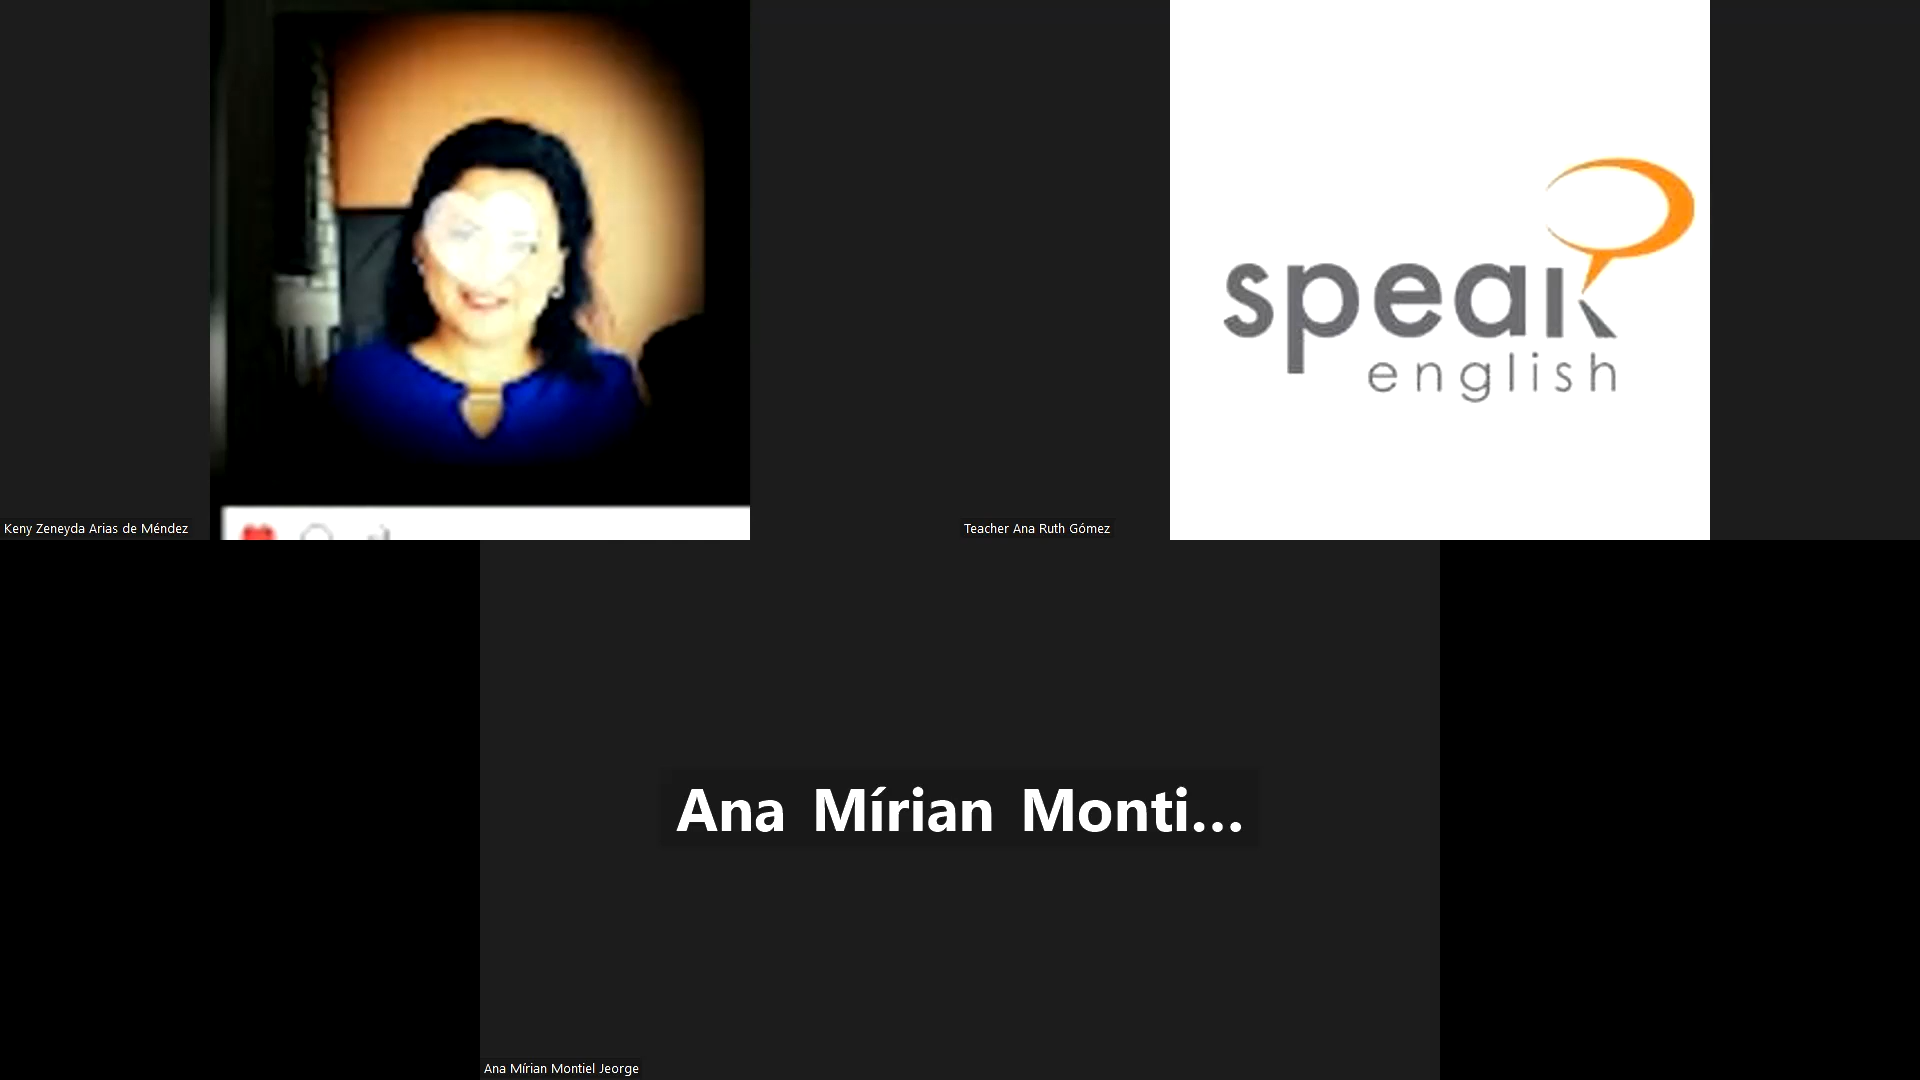 speak
english
Keny Zeneyda Arias de Méndez
Teacher Ana Ruth Gómez
Ana Mírian Monti...
Ana Mírian Montiel Jeorge